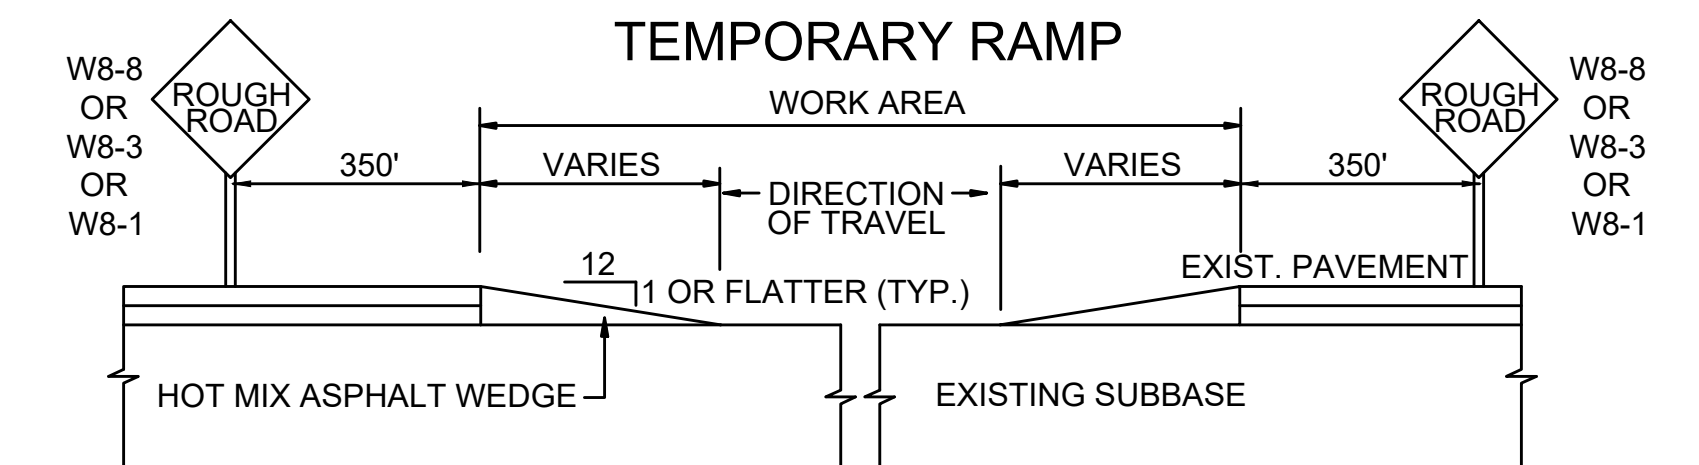 TEMPORARY RAMP
W8-8
OR
W8-3
OR
W8-1
ROUGH
ROAD
WORK AREA
350'
VARIES
DIRECTION
OF TRAVEL
VARIES
350'
ROUGH
ROAD
W8-8
OR
W8-3
OR
W8-1
12
1 OR FLATTER (TYP.)
EXIST. PAVEMENT
HOT MIX ASPHALT WEDGE
EXISTING SUBBASE